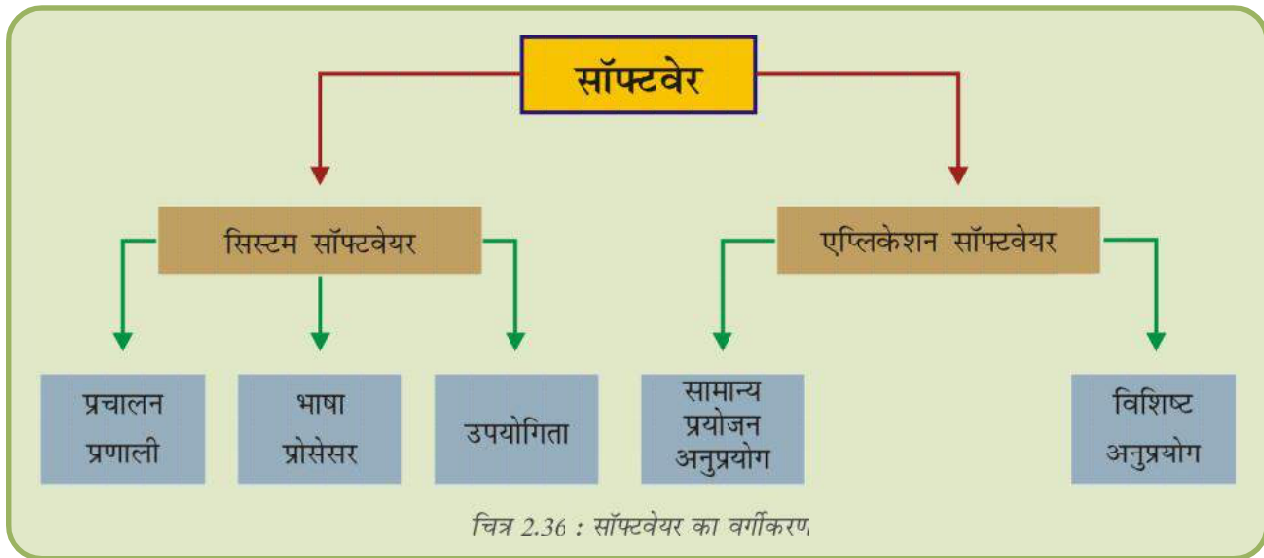 सॉफ्टवेर
सिस्टम सॉफ्टवेयर
एप्लिकेशन सॉफ्टवेयर
प्रचालन
प्रणाली
भाषा
प्रोसेसर
उपयोगिता
सामान्य
प्रयोजन
अनुप्रयोग
विशिष्ट
अनुप्रयोग
चित्र 2.36 : सॉफ्टवेयर का वर्गीकरण